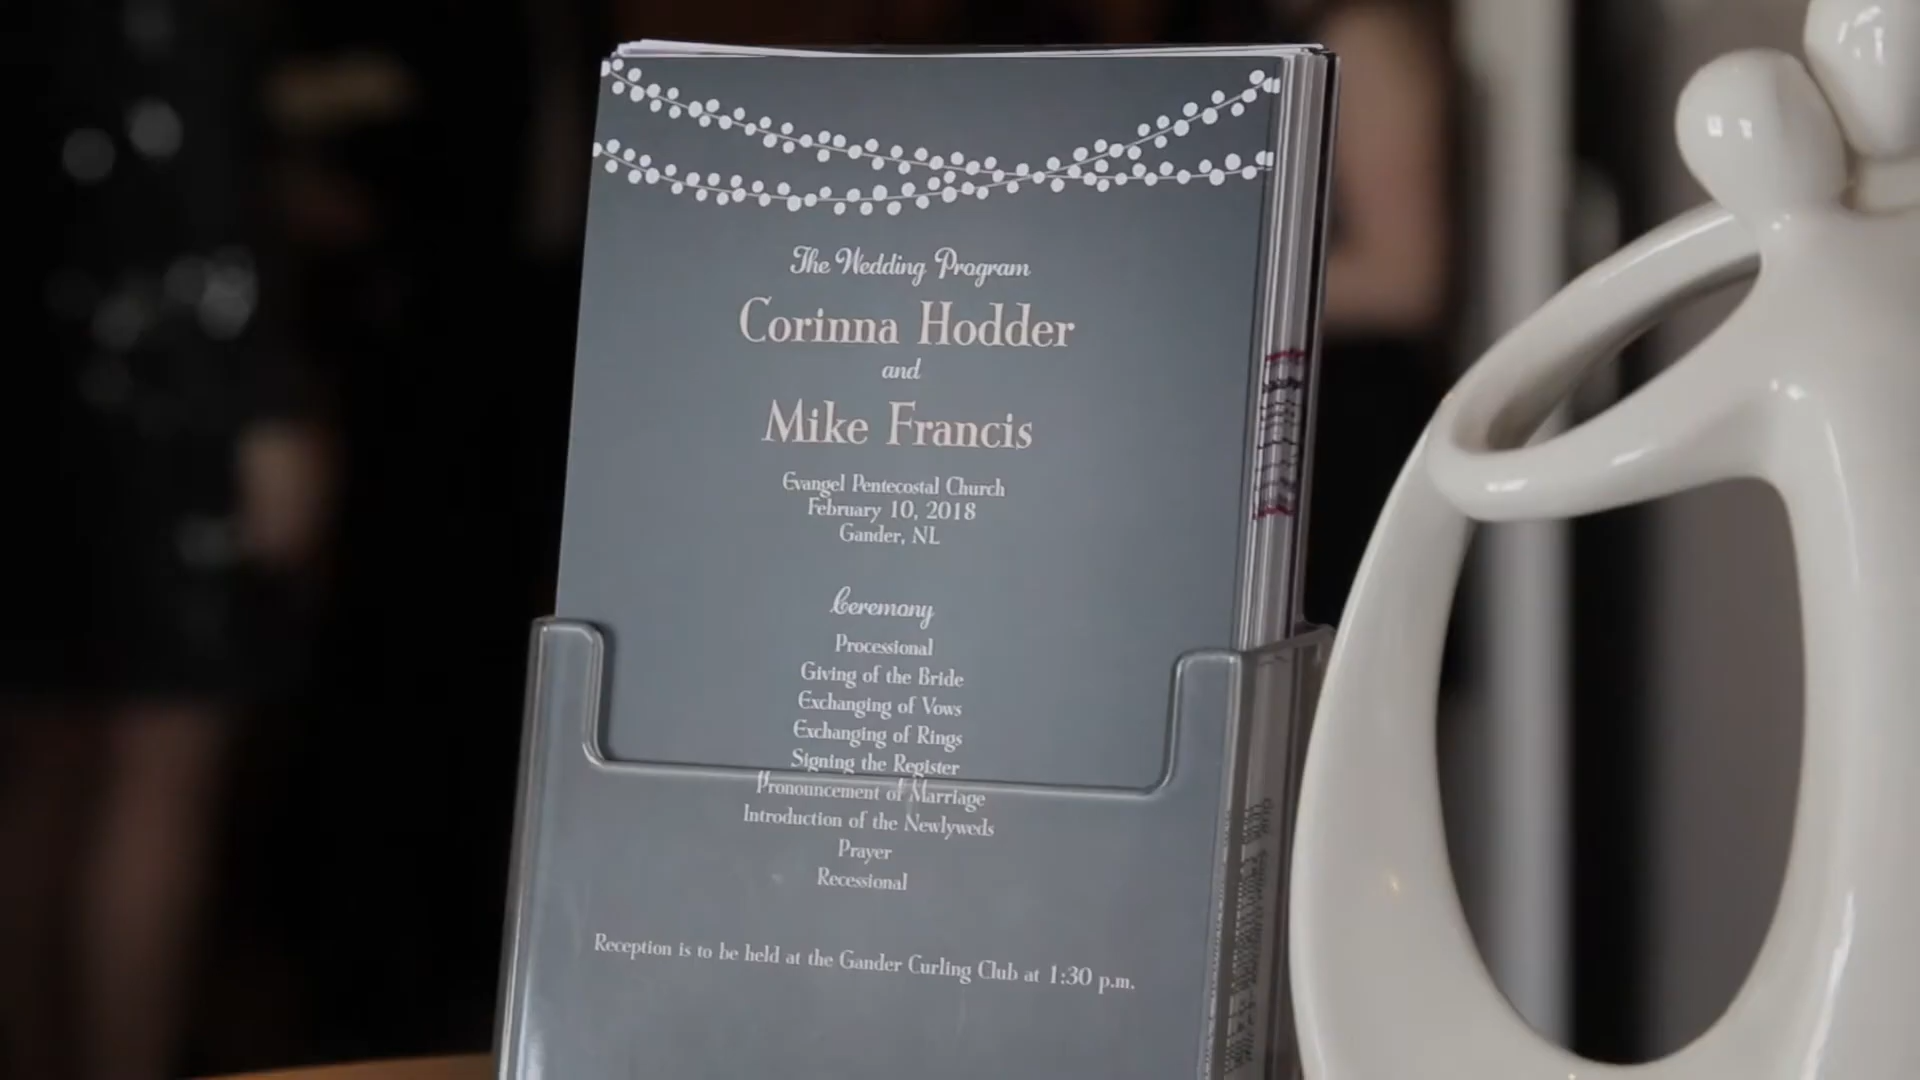 The Wedding Program
Corinna Hodder
and
Mike Francis
Evangel Pentecostal Church
February 10, 2018
Gander, NL
Ceremony
Processional
Giving of the Bride
Exchanging of Vows
Exchanging of Rings
Signing the Register
Pronouncement of Marriage
Introduction of the Newlyweds
Prayer
Recessional
Reception is to be held at the Gander Curling Club at 1:30 p.m.